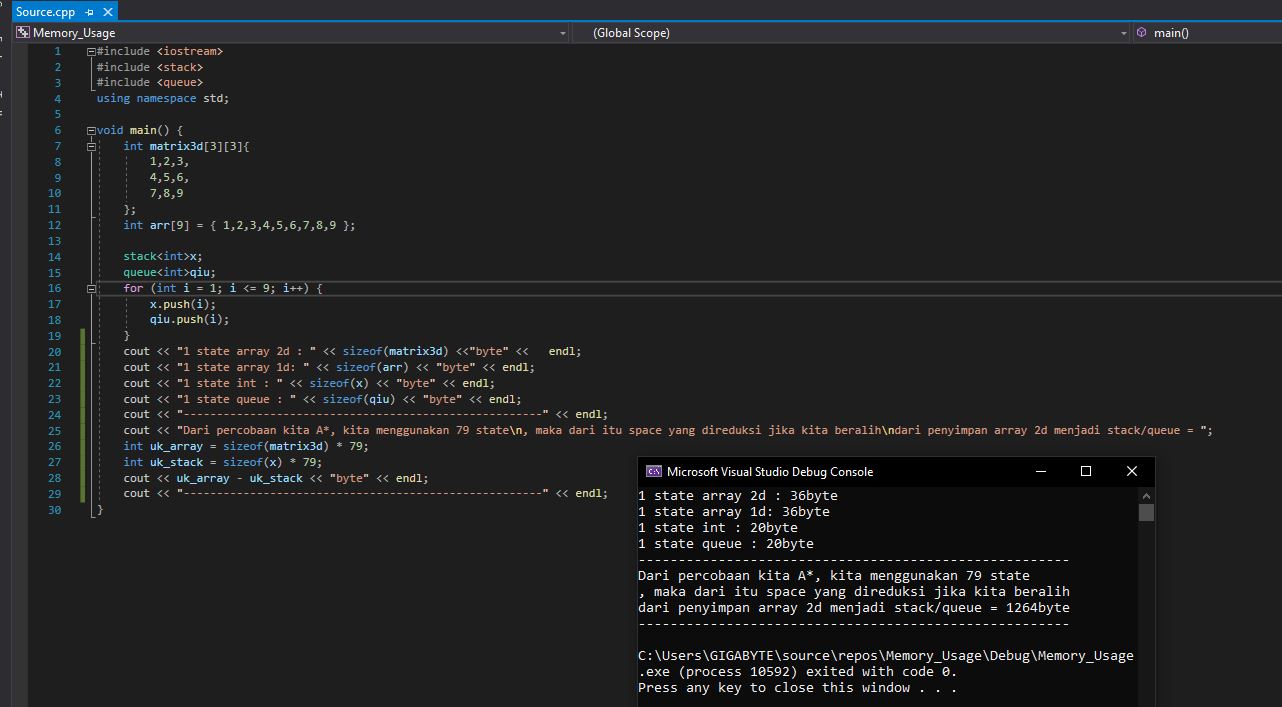 Source.cpp
Memory_Usage (Global Scope) main()
1 #include <iostream>
2 #include <stack>
3 #include <queue>
4 using namespace std;
5
6 void main() {
7 int matrix3d[3][3]{
8 1,2,3,
9 4,5,6,
10 7,8,9
11 };
12 int arr[9] = { 1,2,3,4,5,6,7,8,9 };
13
14 stack<int>x;
15 queue<int>qiu;
16 for (int i = 1; i <= 9; i++) {
17 x.push(i);
18 qiu.push(i);
19 }
20 cout << "1 state array 2d : " << sizeof(matrix3d) <<"byte" << endl;
21 cout << "1 state array 1d: " << sizeof(arr) << "byte" << endl;
22 cout << "1 state int : " << sizeof(x) << "byte" << endl;
23 cout << "1 state queue : " << sizeof(qiu) << "byte" << endl;
24 cout << "------------------------------------------------------" << endl;
25 cout << "Dari percobaan kita A*, kita menggunakan 79 state\n, maka dari itu space yang direduksi jika kita beralih\ndari penyimpan array 2d menjadi stack/queue = ";
26 int uk_array = sizeof(matrix3d) * 79;
27 int uk_stack = sizeof(x) * 79;
28 cout << uk_array - uk_stack << "byte" << endl;
29 cout << "------------------------------------------------------" << endl;
30 }
Microsoft Visual Studio Debug Console
1 state array 2d : 36byte
1 state array 1d: 36byte
1 state int : 20byte
1 state queue : 20byte
------------------------------------------------------
Dari percobaan kita A*, kita menggunakan 79 state
, maka dari itu space yang direduksi jika kita beralih
dari penyimpan array 2d menjadi stack/queue = 1264byte
------------------------------------------------------
C:\Users\GIGABYTE\source\repos\Memory_Usage\Debug\Memory_Usage
.exe (process 10592) exited with code 0.
Press any key to close this window . . .